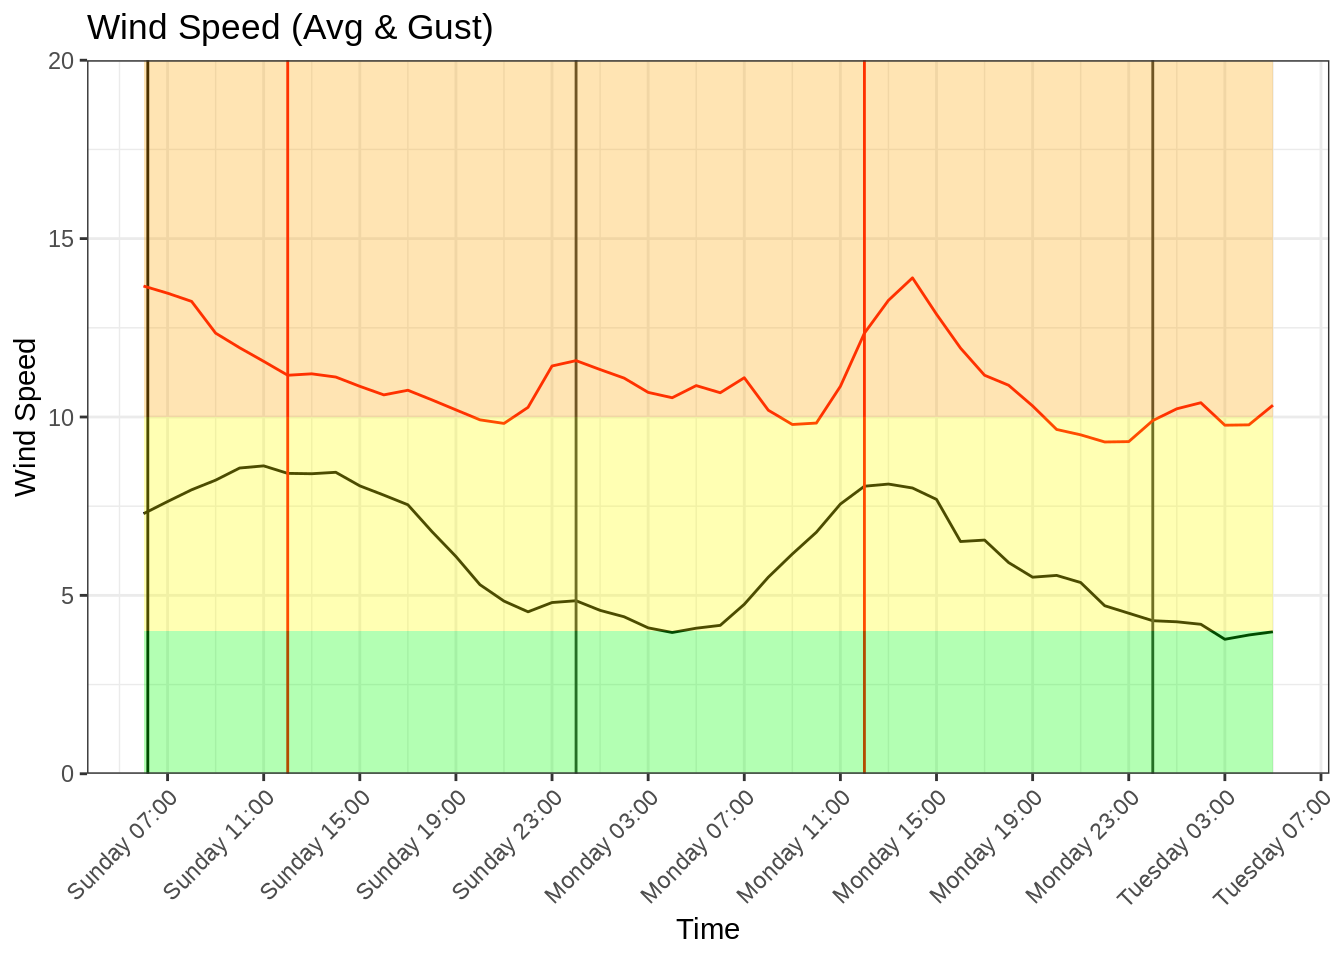 Wind Speed (Avg & Gust)
20
15
10
5
0
Wind Speed
Sunday 07:00
Sunday 11:00
Sunday 15:00
Sunday 19:00
Sunday 23:00
Monday 03:00
Monday 07:00
Monday 11:00
Monday 15:00
Monday 19:00
Monday 23:00
Tuesday 03:00
Tuesday 07:00
Time